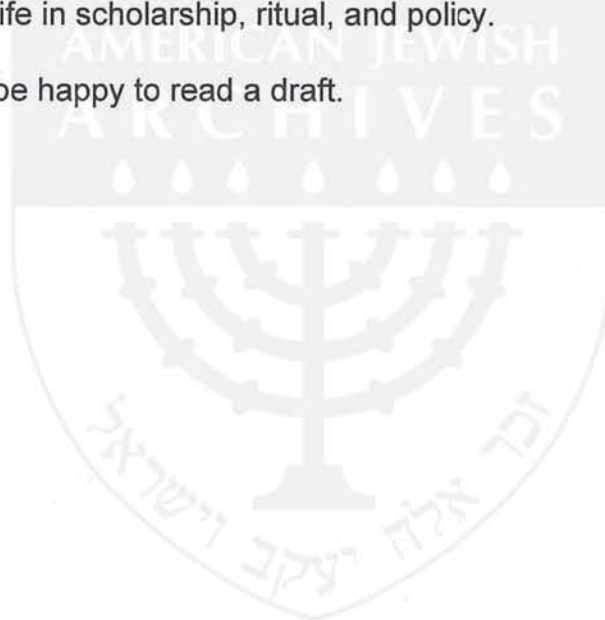 ife in scholarship, ritual, and policy.
be happy to read a draft.
AMERICAN JEWISH
ARCHIVES
זכר אלה יעקב וישראל